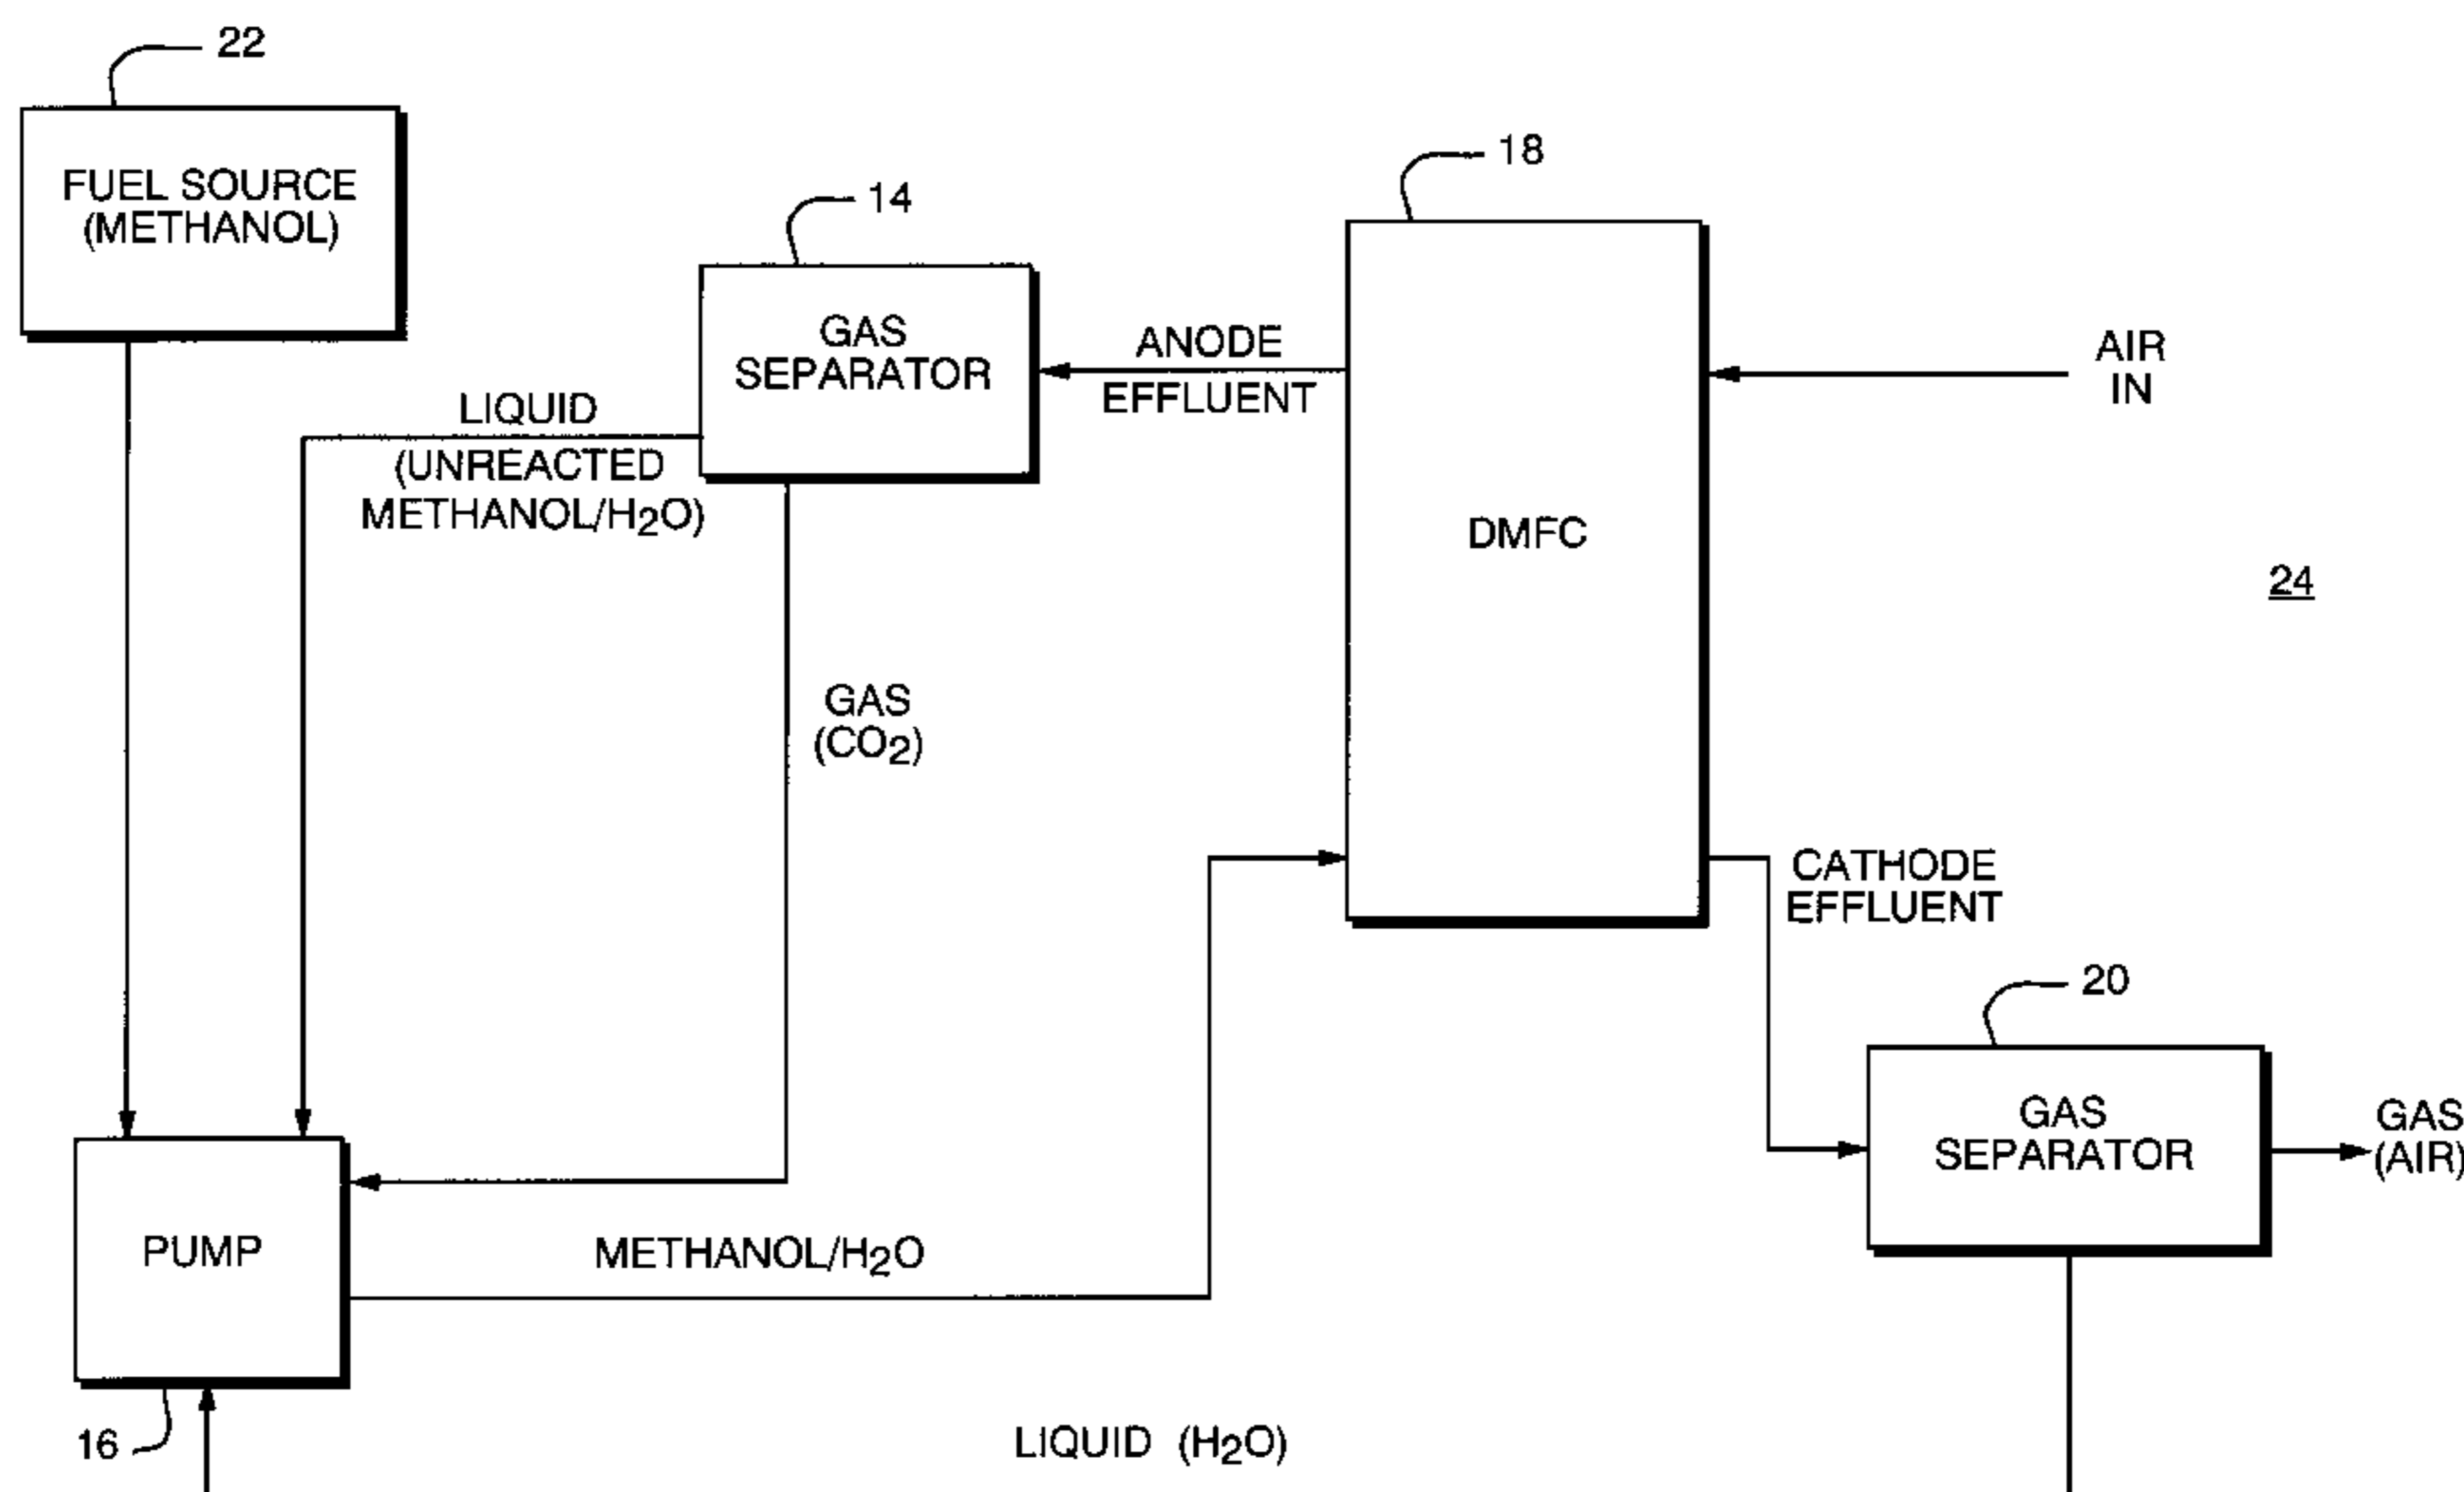 22
FUEL SOURCE
(METHANOL)
14
GAS
SEPARATOR
18
DMFC
ANODE
EFFLUENT
AIR
IN
LIQUID
(UNREACTED
METHANOL/H₂O)
24
GAS
(CO₂)
CATHODE
EFFLUENT
20
GAS
SEPARATOR
GAS
(AIR)
PUMP
METHANOL/H₂O
16
LIQUID (H₂O)